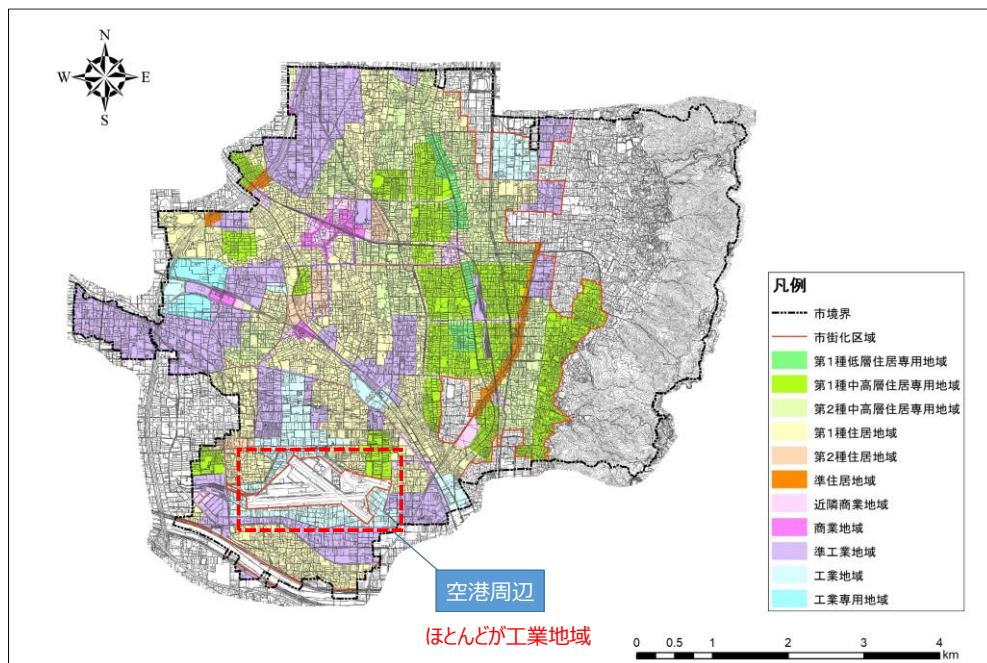 N
W
E
S
凡例
市境界
市街化区域
第1種低層住居専用地域
第1種中高層住居専用地域
第2種中高層住居専用地域
第1種住居地域
第2種住居地域
準住居地域
近隣商業地域
商業地域
準工業地域
工業地域
工業専用地域
空港周辺
ほとんどが工業地域
0 0.5 1 2 3 4
km